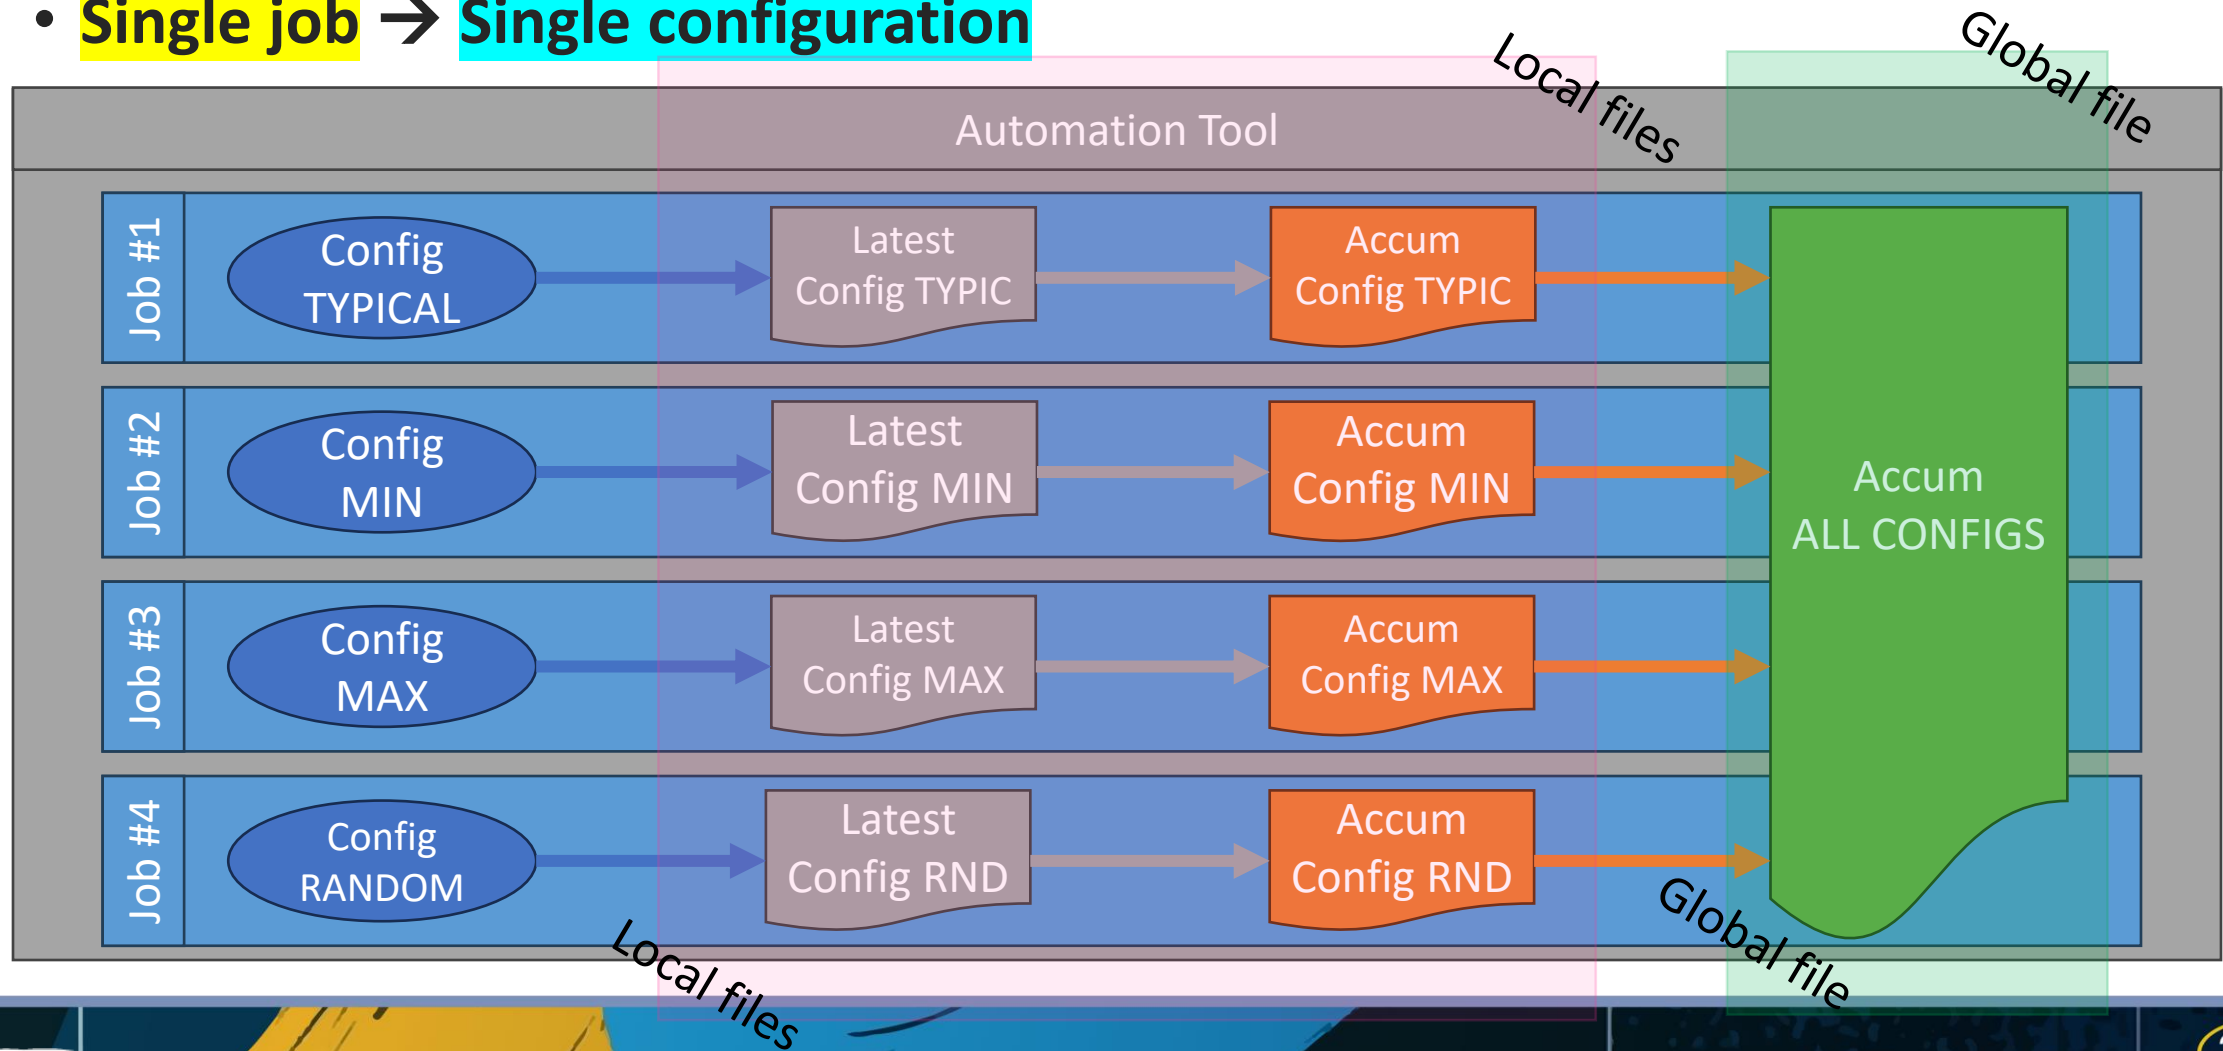 • Single job → Single configuration
Local files
Global file
Automation Tool
Job #1
Config
TYPICAL
Latest
Config TYPIC
Accum
Config TYPIC
Job #2
Config
MIN
Latest
Config MIN
Accum
Config MIN
Accum
ALL CONFIGS
Job #3
Config
MAX
Latest
Config MAX
Accum
Config MAX
Job #4
Config
RANDOM
Latest
Config RND
Accum
Config RND
Local files
Global file